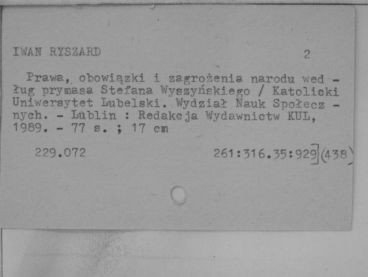 IWAN RYSZARD 2
Prawa, obowiązki i zagrożenia narodu wed -
ług prymasa Stefana Wyszyńskiego / Katolicki
Uniwersytet Lubelski. Wydział Nauk Społecz -
nych. - Lublin : Redakcja Wydawnictw KUL,
1989. - 77 s. ; 17 cm
229.072 261:316.35:929](438)